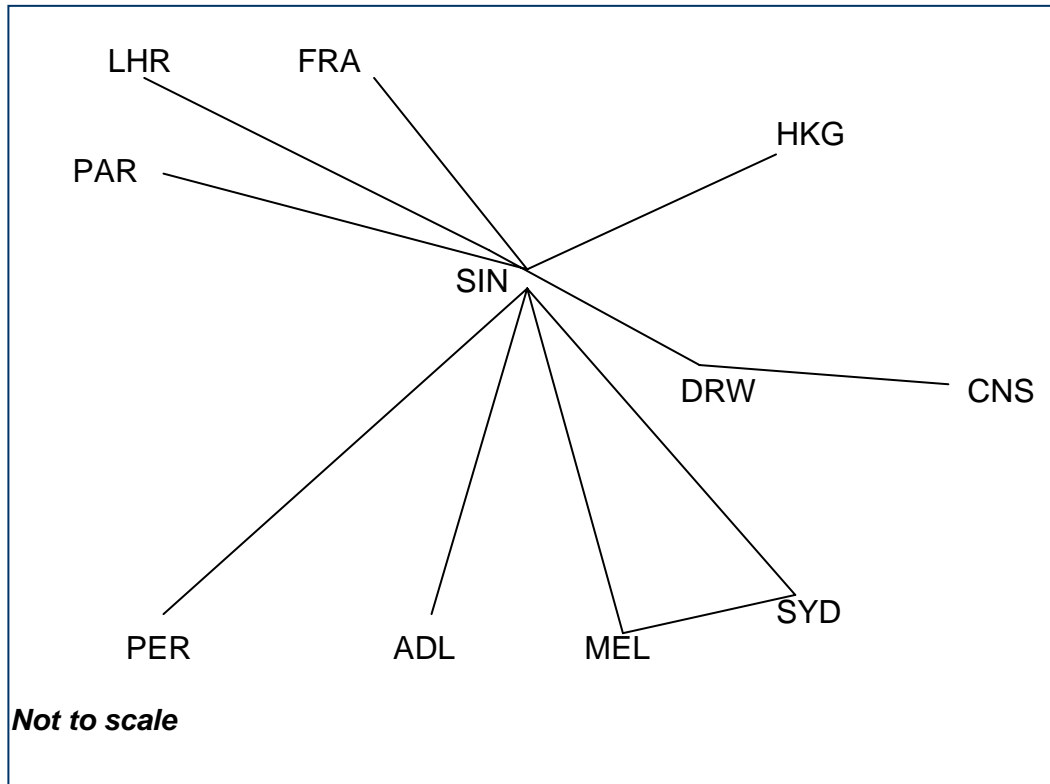 LHR FRA
HKG
PAR
SIN
DRW CNS
SYD
PER ADL MEL
Not to scale